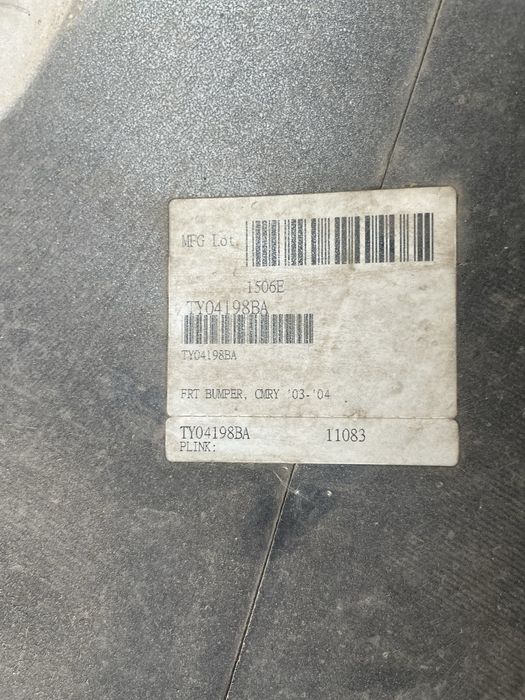 MFG Lot
1506E
TY04198BA
TY04198BA
FRT BUMPER, CMRY '03-'04
TY04198BA 11083
PLINK: